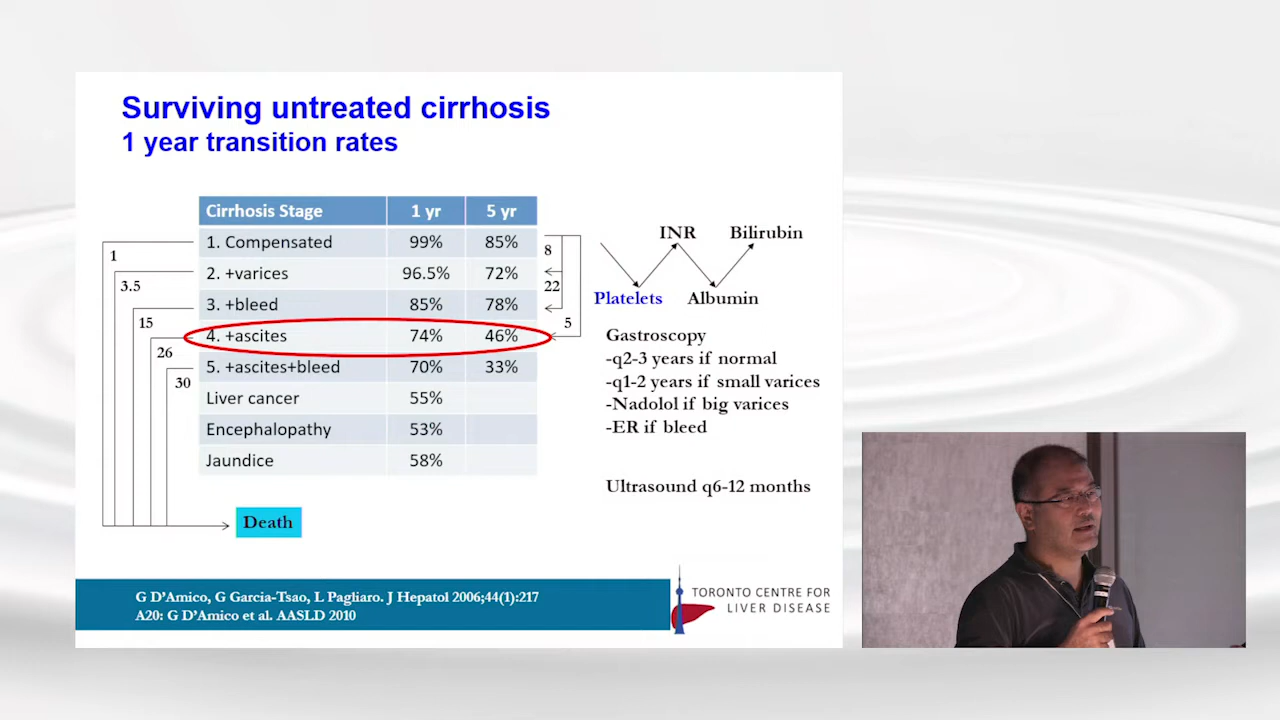 Surviving untreated cirrhosis
1 year transition rates
Cirrhosis Stage 1 yr 5 yr
1. Compensated 99% 85%
2. +varices 96.5% 72%
3. +bleed 85% 78%
4. +ascites 74% 46%
5. +ascites+bleed 70% 33%
Liver cancer 55%
Encephalopathy 53%
Jaundice 58%
1
3.5
15
26
30
8
22
5
Death
INR Bilirubin
Platelets Albumin
Gastroscopy
-q2-3 years if normal
-q1-2 years if small varices
-Nadolol if big varices
-ER if bleed
Ultrasound q6-12 months
G D’Amico, G Garcia-Tsao, L Pagliaro. J Hepatol 2006;44(1):217
A20: G D’Amico et al. AASLD 2010
TORONTO CENTRE FOR
LIVER DISEASE